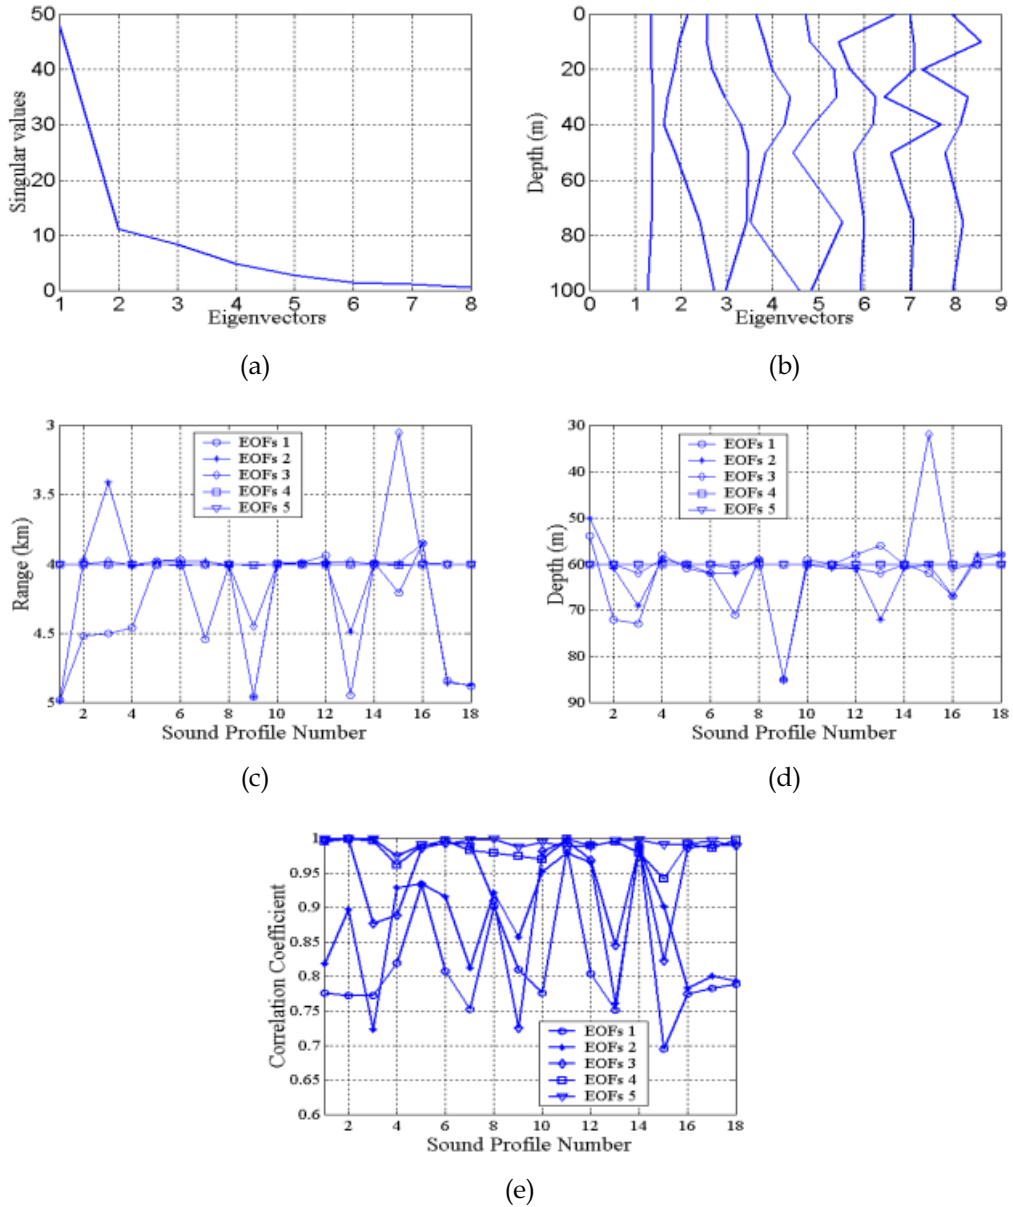 50
40
30
20
10
0
Singular values
1 2 3 4 5 6 7 8
Eigenvectors
(a)
0
20
40
60
80
100
Depth (m)
0 1 2 3 4 5 6 7 8 9
Eigenvectors
(b)
3
3.5
4
4.5
5
Range (km)
EOFs 1
EOFs 2
EOFs 3
EOFs 4
EOFs 5
2 4 6 8 10 12 14 16 18
Sound Profile Number
(c)
30
40
50
60
70
80
90
Depth (m)
EOFs 1
EOFs 2
EOFs 3
EOFs 4
EOFs 5
2 4 6 8 10 12 14 16 18
Sound Profile Number
(d)
1
0.95
0.9
0.85
0.8
0.75
0.7
0.65
0.6
Correlation Coefficient
EOFs 1
EOFs 2
EOFs 3
EOFs 4
EOFs 5
2 4 6 8 10 12 14 16 18
Sound Profile Number
(e)